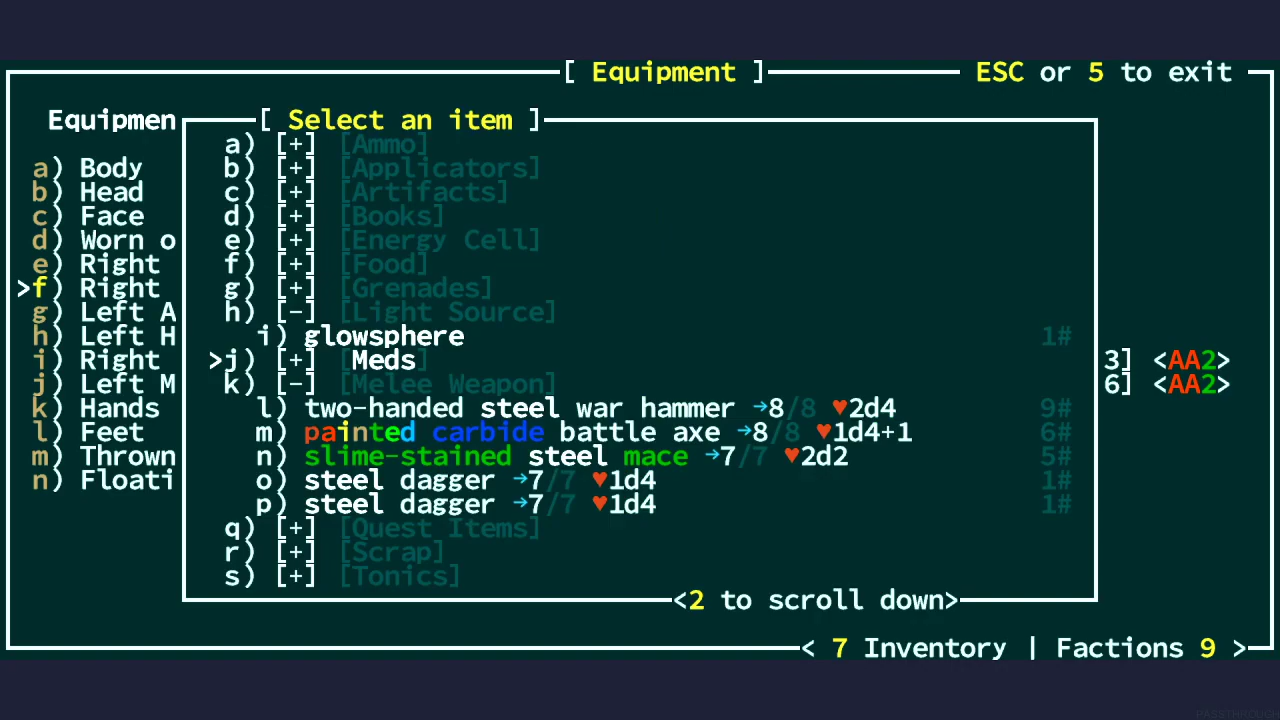 [ Equipment ] ESC or 5 to exit
Equipmen [ Select an item ]
a) [+] [Ammo]
a) Body b) [+] [Applicators]
b) Head c) [+] [Artifacts]
c) Face d) [+] [Books]
d) Worn o e) [+] [Energy Cell]
e) Right f) [+] [Food]
>f) Right g) [+] [Grenades]
g) Left A h) [-] [Light Source]
h) Left H i) glowsphere 1#
i) Right >j) [+] Meds 3] <AA2>
j) Left M k) [-] [Melee Weapon] 6] <AA2>
k) Hands l) two-handed steel war hammer →8/8 ♥2d4 9#
l) Feet m) painted carbide battle axe →8/8 ♥1d4+1 6#
m) Thrown n) slime-stained steel mace →7/7 ♥2d2 5#
n) Floati o) steel dagger →7/7 ♥1d4 1#
p) steel dagger →7/7 ♥1d4 1#
q) [+] [Quest Items]
r) [+] [Scrap]
s) [+] [Tonics]
<2 to scroll down>
< 7 Inventory | Factions 9 >